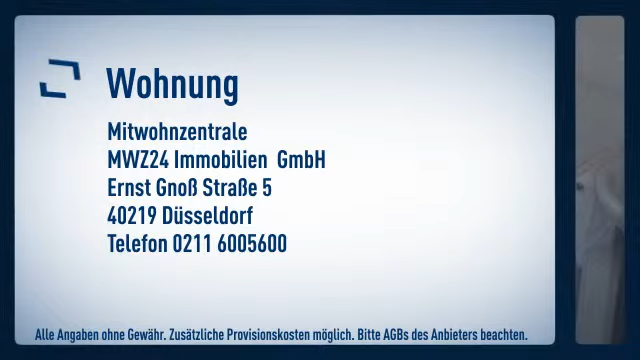 Wohnung
Mitwohnzentrale
MWZ24 Immobilien GmbH
Ernst Gnoß Straße 5
40219 Düsseldorf
Telefon 0211 6005600
Alle Angaben ohne Gewähr. Zusätzliche Provisionskosten möglich. Bitte AGBs des Anbieters beachten.